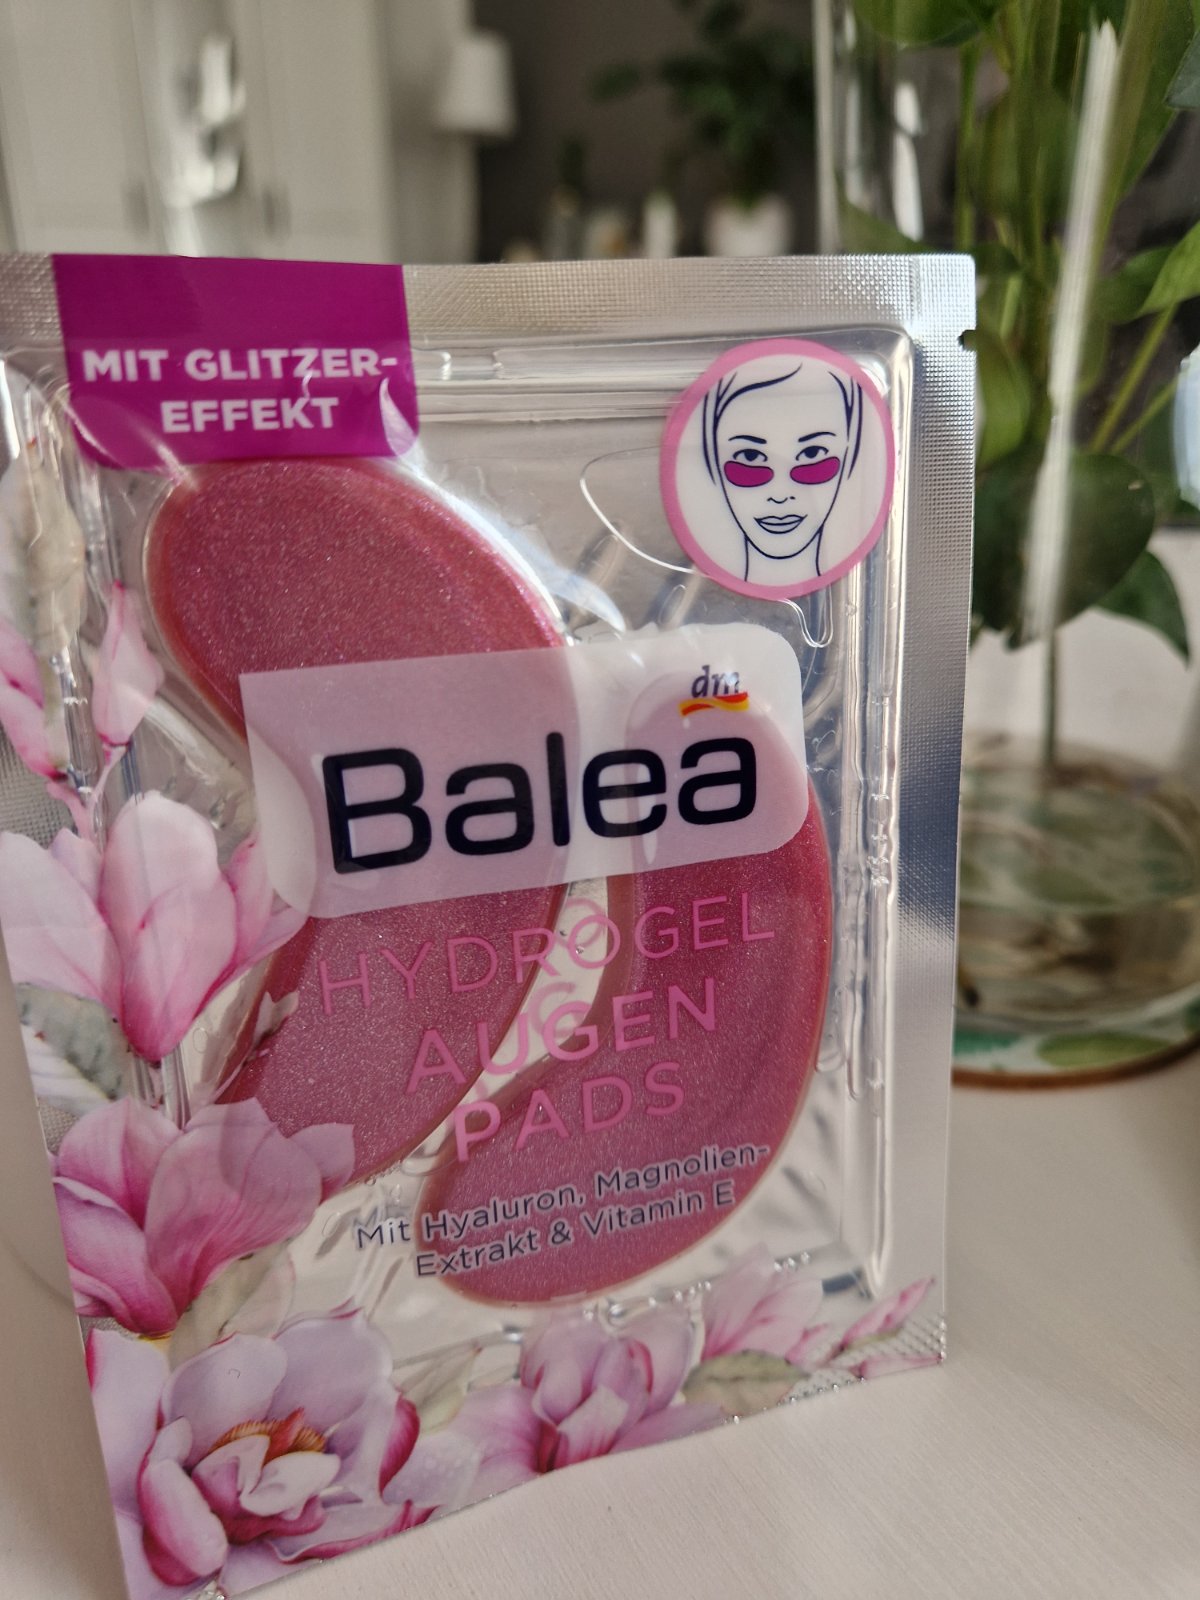 MIT GLITZER-
EFFEKT
dm
Balea
HYDROGEL
AUGEN
PADS
Mit Hyaluron, Magnolien-
Extrakt & Vitamin E